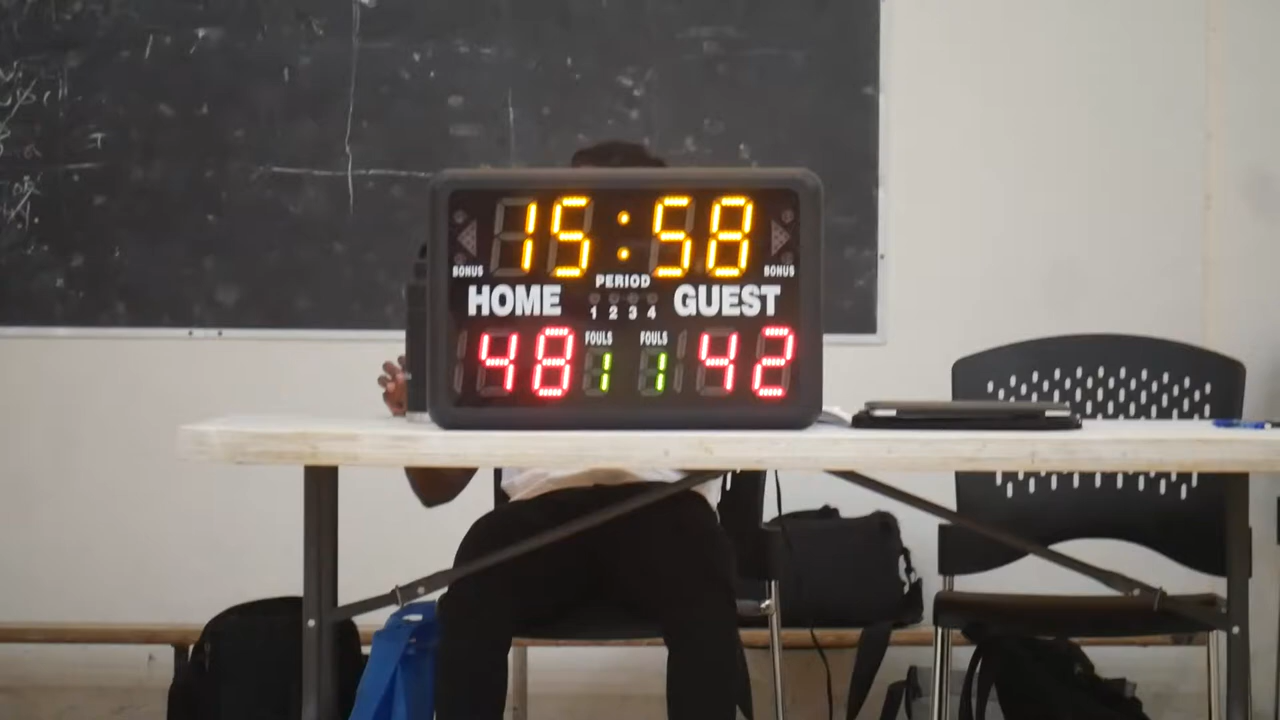 15:58
BONUS PERIOD BONUS
HOME 1 2 3 4 GUEST
FOULS FOULS
48 1 1 42